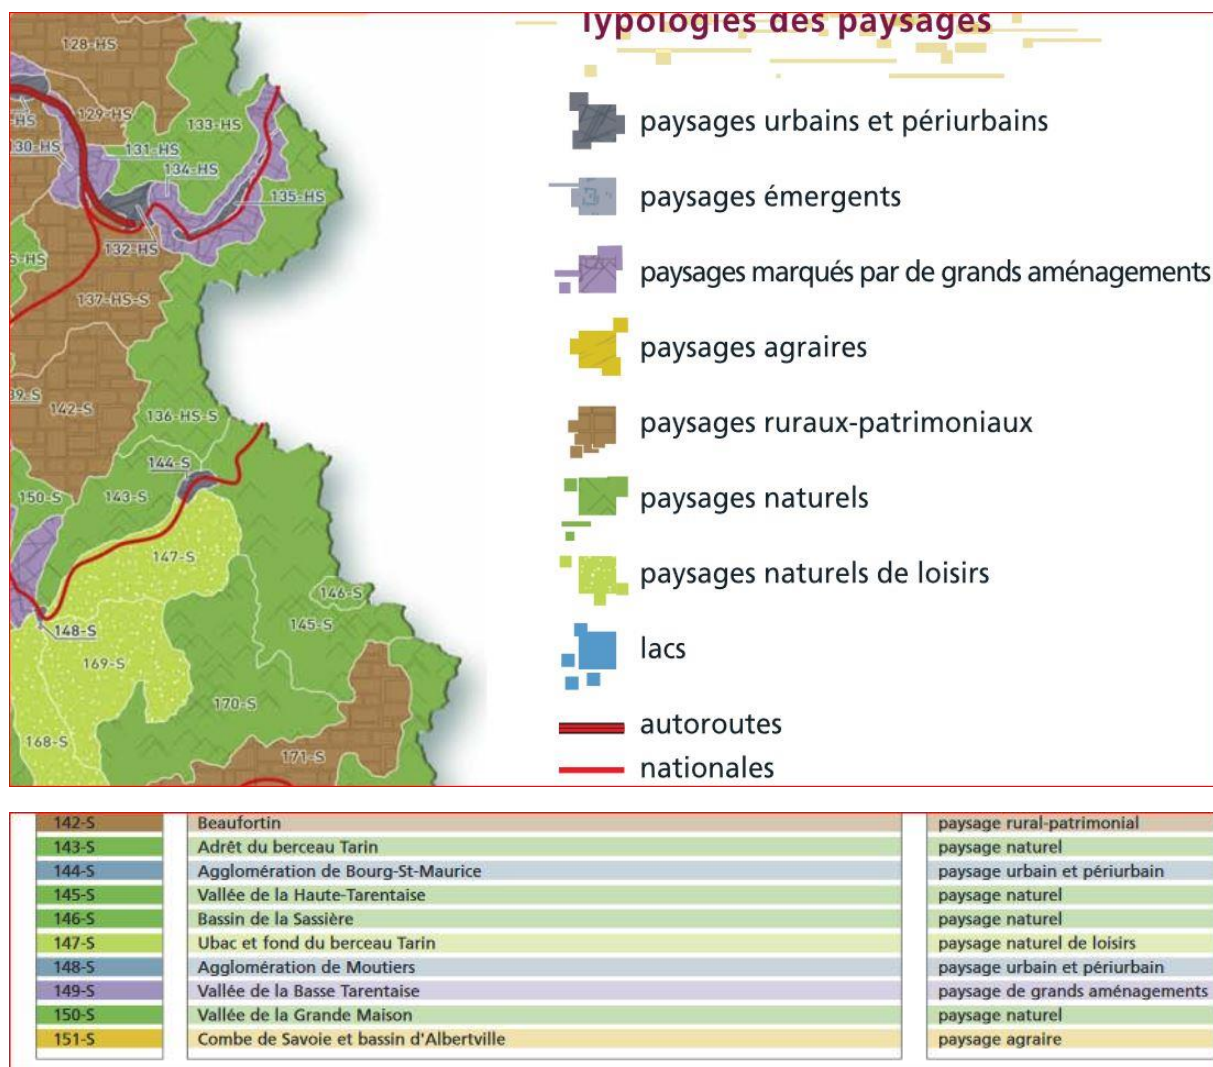 Typologies des paysages
128-HS
129-HS
133-HS
-HS
130-HS
131-HS
134-HS
135-HS
132-HS
S-HS
137-HS-S
39-S
142-S
136-HS-S
144-S
150-S
143-S
147-S
146-S
148-S
145-S
169-S
170-S
168-S
171-S
paysages urbains et périurbains
paysages émergents
paysages marqués par de grands aménagements
paysages agraires
paysages ruraux-patrimoniaux
paysages naturels
paysages naturels de loisirs
lacs
autoroutes
nationales
142-S Beaufortin paysage rural-patrimonial
143-S Adrêt du berceau Tarin paysage naturel
144-S Agglomération de Bourg-St-Maurice paysage urbain et périurbain
145-S Vallée de la Haute-Tarentaise paysage naturel
146-S Bassin de la Sassière paysage naturel
147-S Ubac et fond du berceau Tarin paysage naturel de loisirs
148-S Agglomération de Moutiers paysage urbain et périurbain
149-S Vallée de la Basse Tarentaise paysage de grands aménagements
150-S Vallée de la Grande Maison paysage naturel
151-S Combe de Savoie et bassin d'Albertville paysage agraire